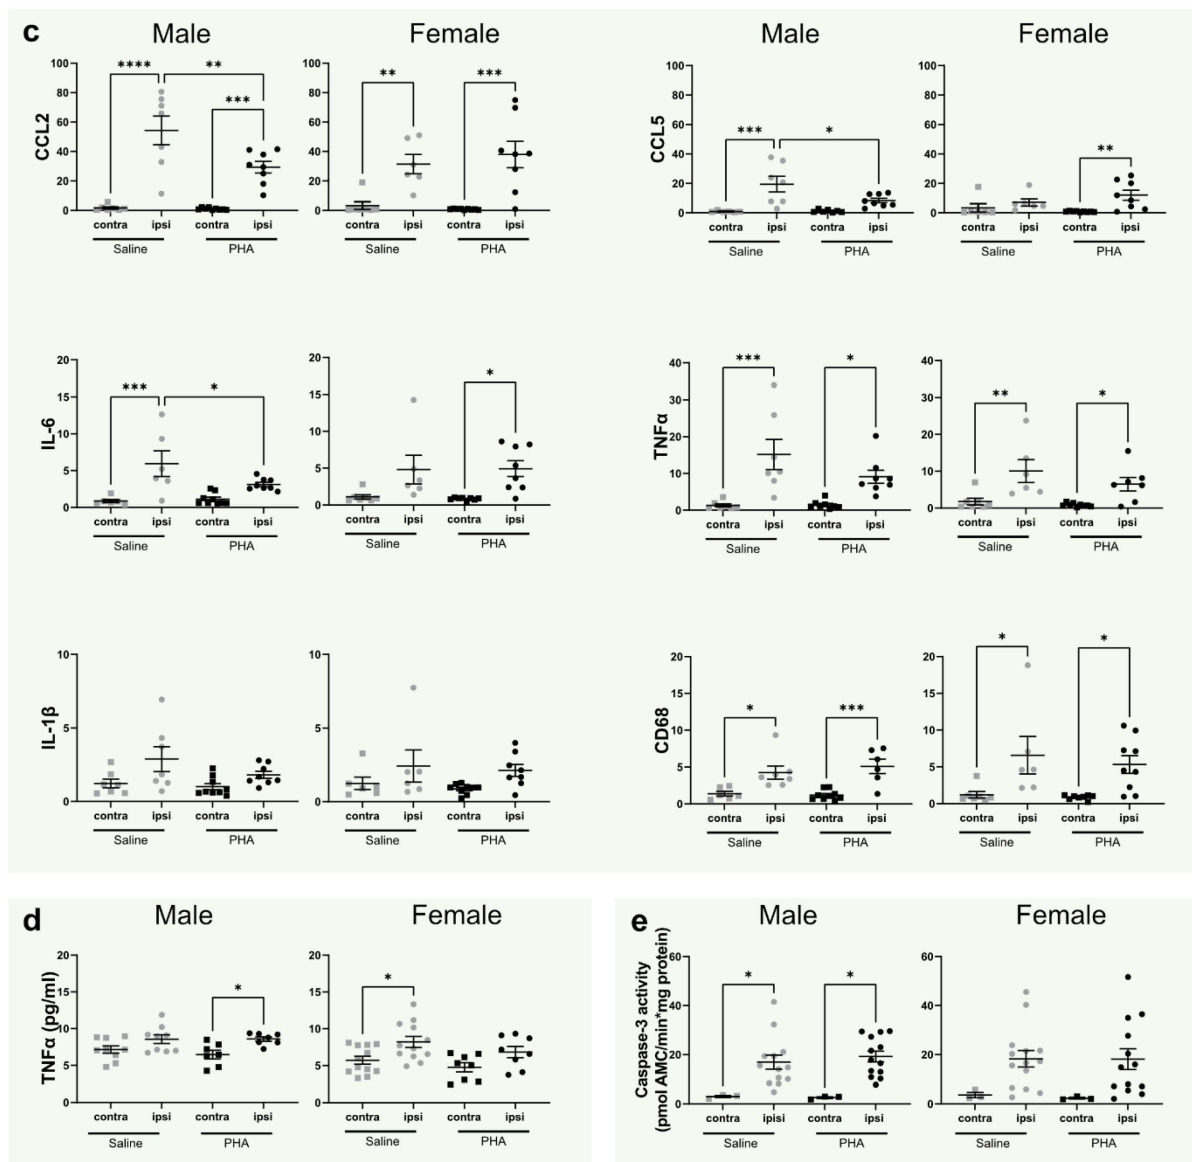 c
Male
Female
Male
Female
CCL2
100
80
60
40
20
0
**** ** ***
contra ipsi contra ipsi
Saline PHA
100
80
60
40
20
0
** ***
contra ipsi contra ipsi
Saline PHA
CCL5
100
80
60
40
20
0
*** *
contra ipsi contra ipsi
Saline PHA
100
80
60
40
20
0
**
contra ipsi contra ipsi
Saline PHA
IL-6
20
15
10
5
0
*** *
contra ipsi contra ipsi
Saline PHA
20
15
10
5
0
*
contra ipsi contra ipsi
Saline PHA
TNFα
40
30
20
10
0
*** *
contra ipsi contra ipsi
Saline PHA
40
30
20
10
0
** *
contra ipsi contra ipsi
Saline PHA
IL-1β
10
5
0
contra ipsi contra ipsi
Saline PHA
10
5
0
contra ipsi contra ipsi
Saline PHA
CD68
20
15
10
5
0
* ***
contra ipsi contra ipsi
Saline PHA
20
15
10
5
0
* *
contra ipsi contra ipsi
Saline PHA
d
Male
Female
TNFα (pg/ml)
20
15
10
5
0
*
contra ipsi contra ipsi
Saline PHA
20
15
10
5
0
*
contra ipsi contra ipsi
Saline PHA
e
Male
Female
Caspase-3 activity
(pmol AMC/min*mg protein)
60
40
20
0
* *
contra ipisi contra ipsi
Saline PHA
60
40
20
0
contra ipsi contra ipsi
Saline PHA